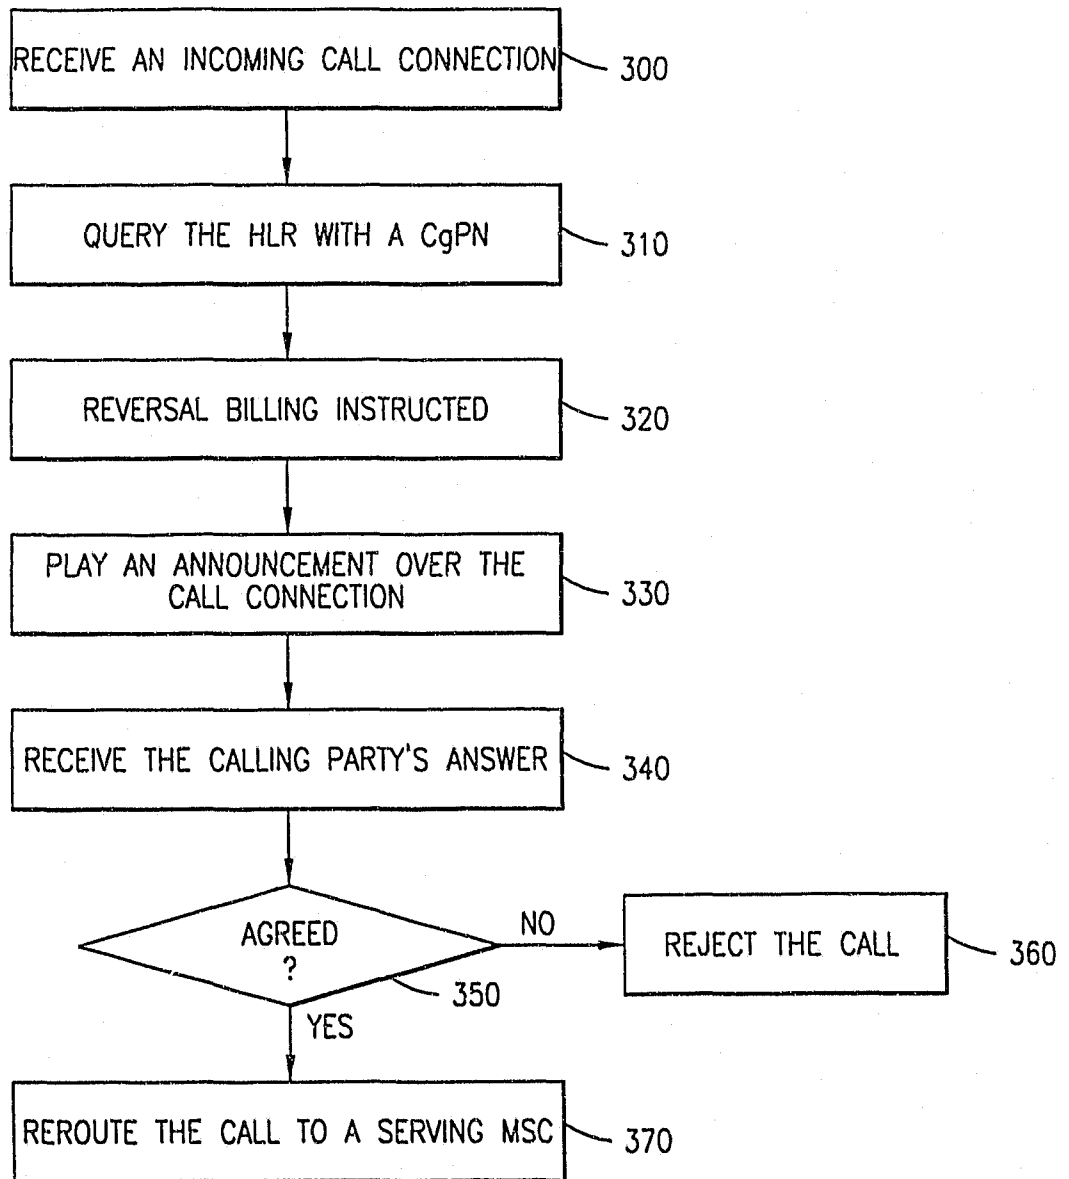 RECEIVE AN INCOMING CALL CONNECTION
300
QUERY THE HLR WITH A CgPN
310
REVERSAL BILLING INSTRUCTED
320
PLAY AN ANNOUNCEMENT OVER THE
CALL CONNECTION
330
RECEIVE THE CALLING PARTY'S ANSWER
340
AGREED
?
350
NO
REJECT THE CALL
360
YES
REROUTE THE CALL TO A SERVING MSC
370